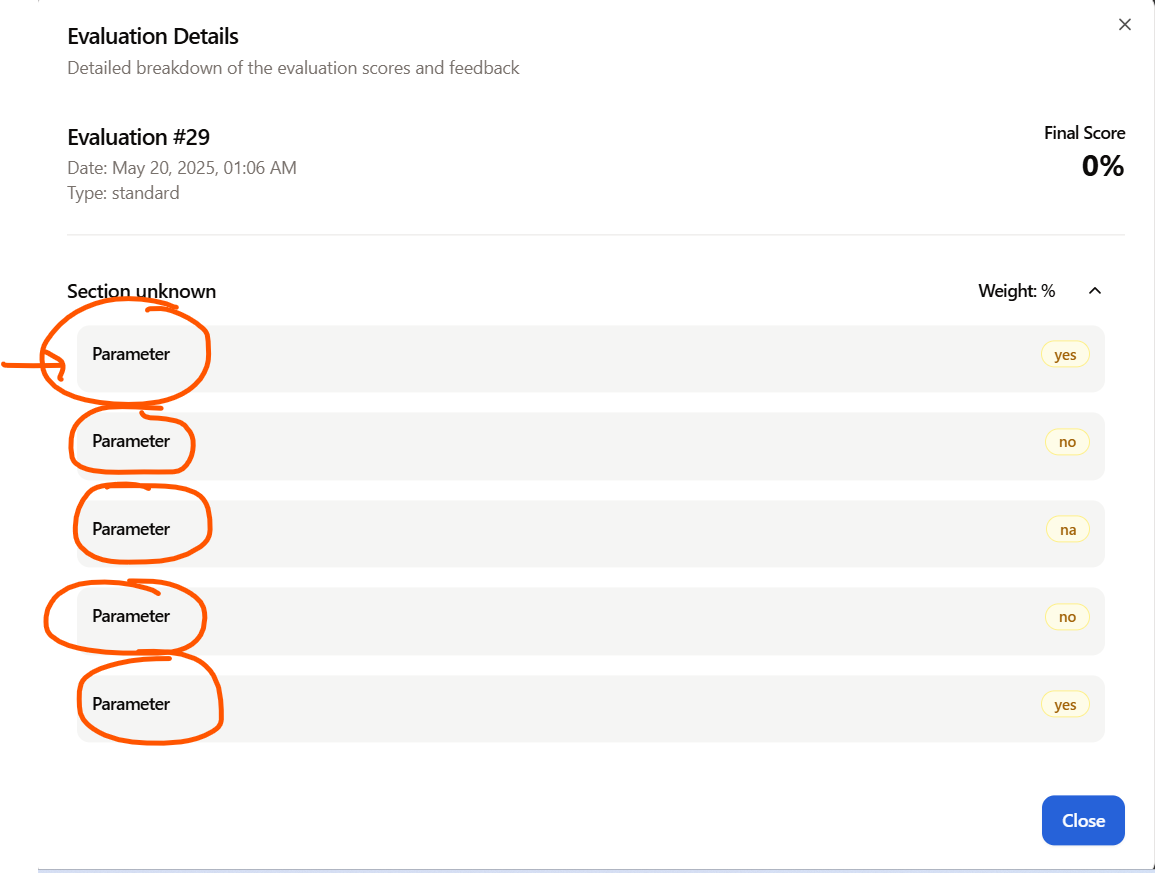 Evaluation Details
Detailed breakdown of the evaluation scores and feedback
Evaluation #29
Final Score
Date: May 20, 2025, 01:06 AM
0%
Type: standard
Section unknown
Weight: %
Parameter
yes
Parameter
no
Parameter
na
Parameter
no
Parameter
yes
Close